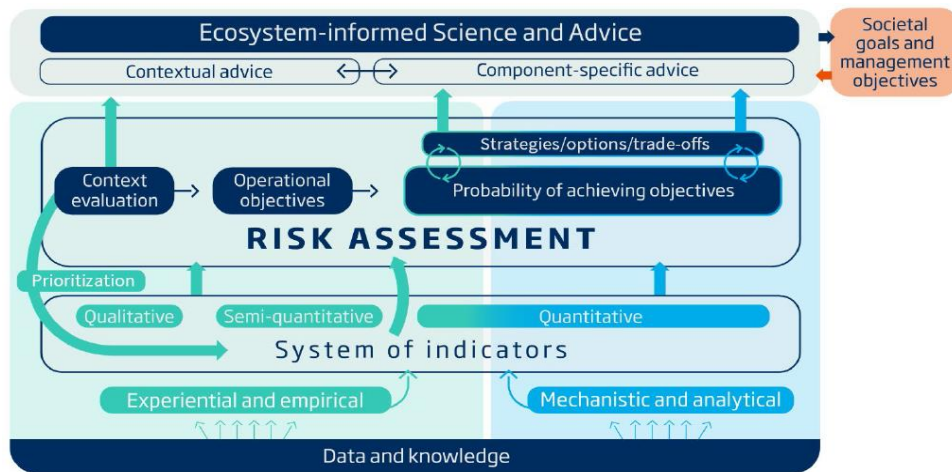 Ecosystem-informed Science and Advice
Contextual advice
Component-specific advice
Societal
goals and
management
objectives
Strategies/options/trade-offs
Context
evaluation
Operational
objectives
Probability of achieving objectives
RISK ASSESSMENT
Prioritization
Qualitative
Semi-quantitative
Quantitative
System of indicators
Experiential and empirical
Mechanistic and analytical
Data and knowledge